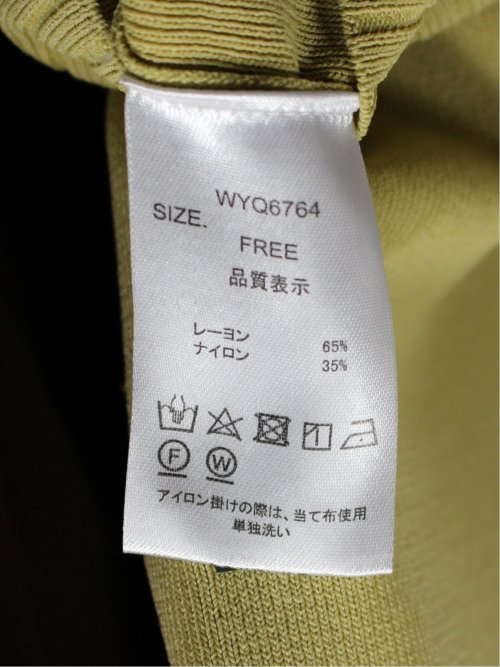 WYQ6764
SIZE.
FREE
品質表示
レーヨン 65%
ナイロン 35%
F W
アイロン掛けの際は、当て布使用
単独洗い